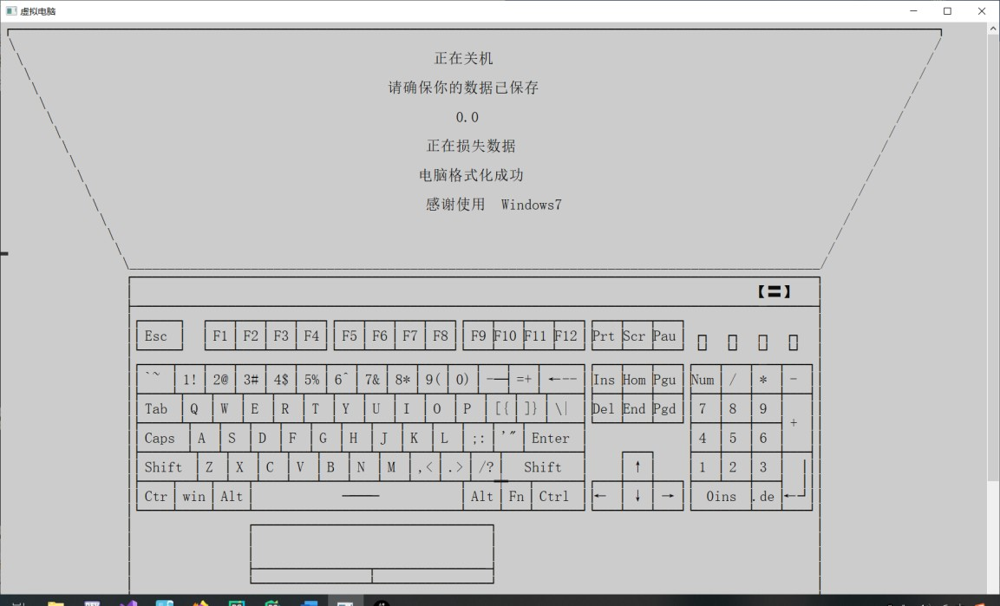 虚拟电脑
正在关机
请确保你的数据己保存
0.0
正在损失数据
电脑格式化成功
感谢使用 Windows7
【〓】
Esc F1 F2 F3 F4 F5 F6 F7 F8 F9 F10 F11 F12 Prt Scr Pau
`~ 1! 2@ 3# 4$ 5% 6^ 7& 8* 9( 0) -— =+ ←-- Ins Hom Pgu Num / * -
Tab Q W E R T Y U I O P [{ ]} \| Del End Pgd 7 8 9
+
Caps A S D F G H J K L ;: '" Enter 4 5 6
Shift Z X C V B N M ,< .> /? Shift ↑ 1 2 3
Ctr win Alt —— Alt Fn Ctrl ← ↓ → 0ins .de ←┘